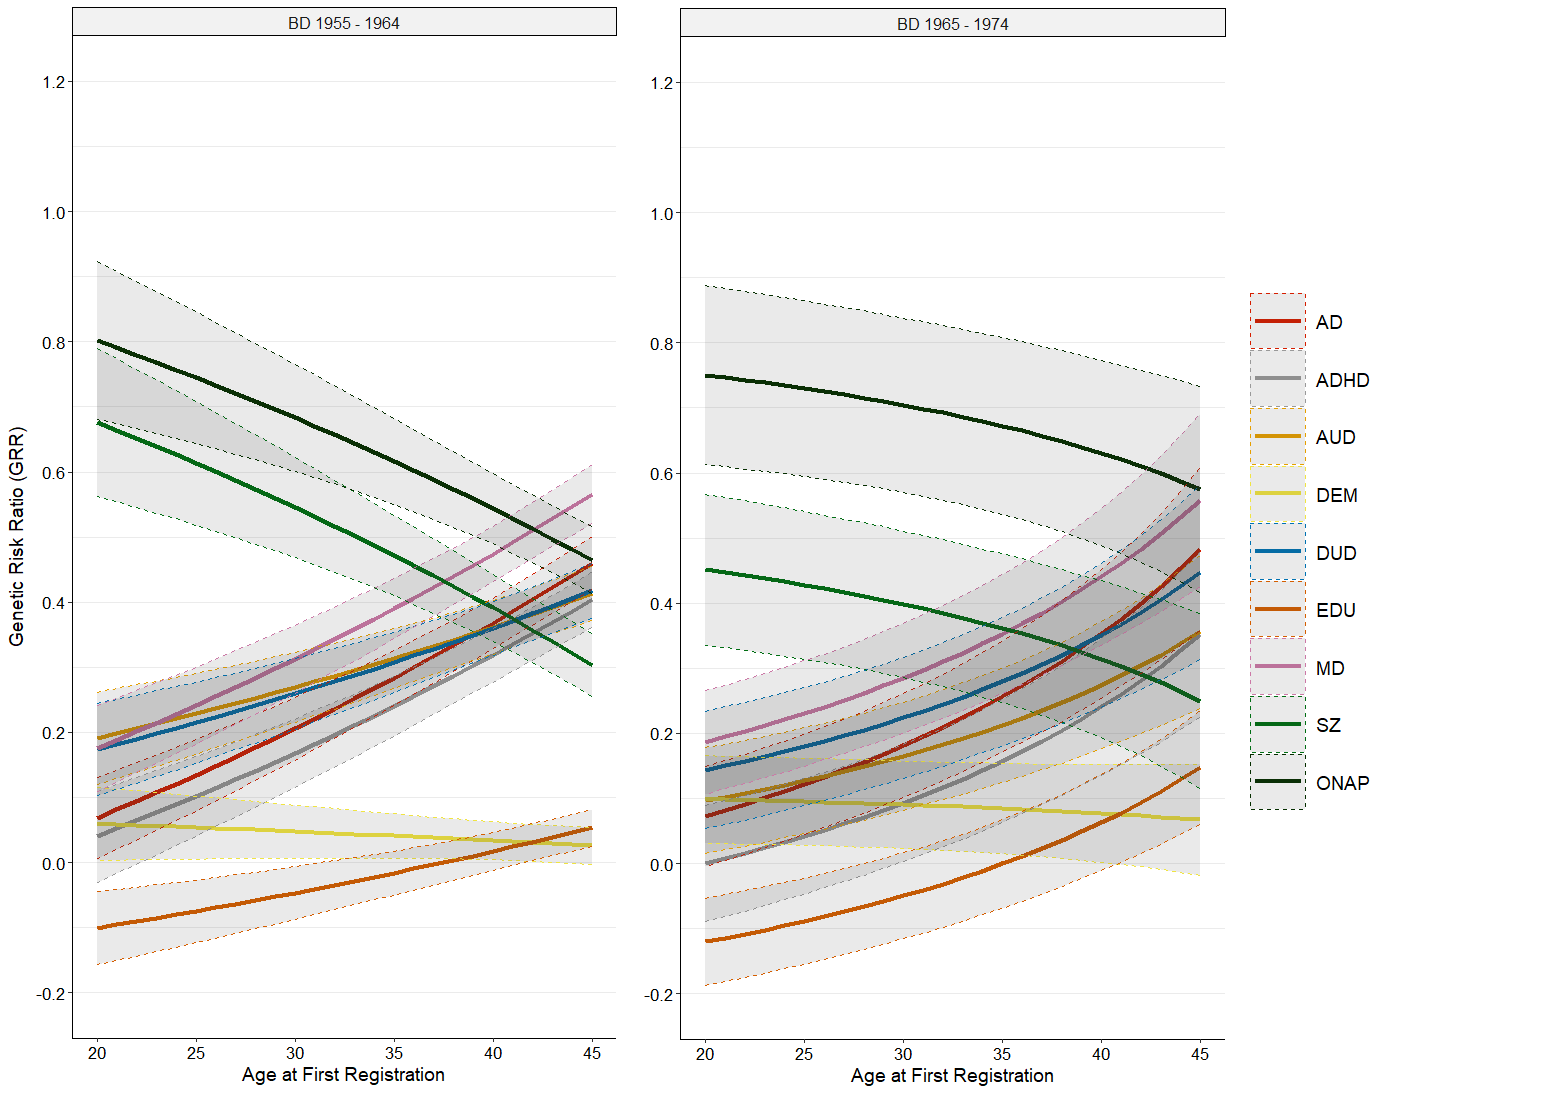 BD 1955 - 1964
BD 1965 - 1974
Genetic Risk Ratio (GRR)
1.2
1.0
0.8
0.6
0.4
0.2
0.0
-0.2
20 25 30 35 40 45
Age at First Registration
1.2
1.0
0.8
0.6
0.4
0.2
0.0
-0.2
20 25 30 35 40 45
Age at First Registration
AD
ADHD
AUD
DEM
DUD
EDU
MD
SZ
ONAP